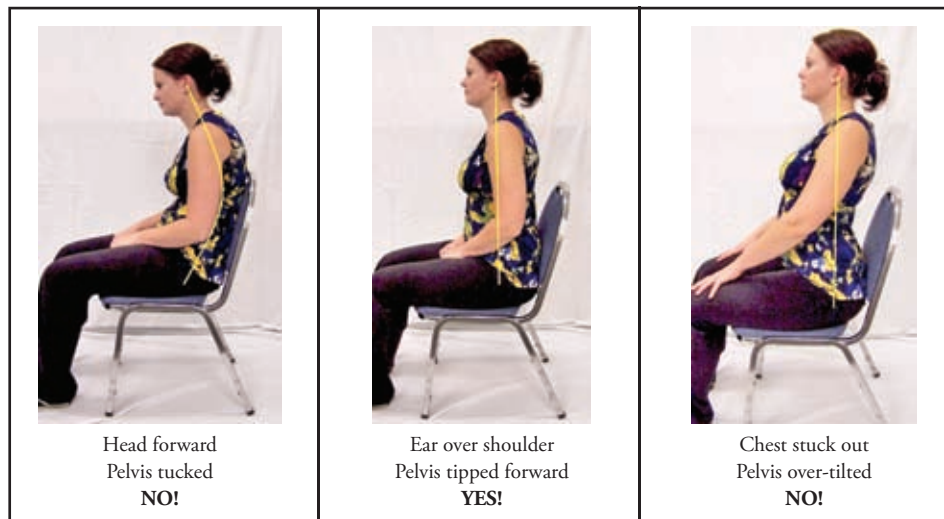 Head forward
Pelvis tucked
NO!
Ear over shoulder
Pelvis tipped forward
YES!
Chest stuck out
Pelvis over-tilted
NO!